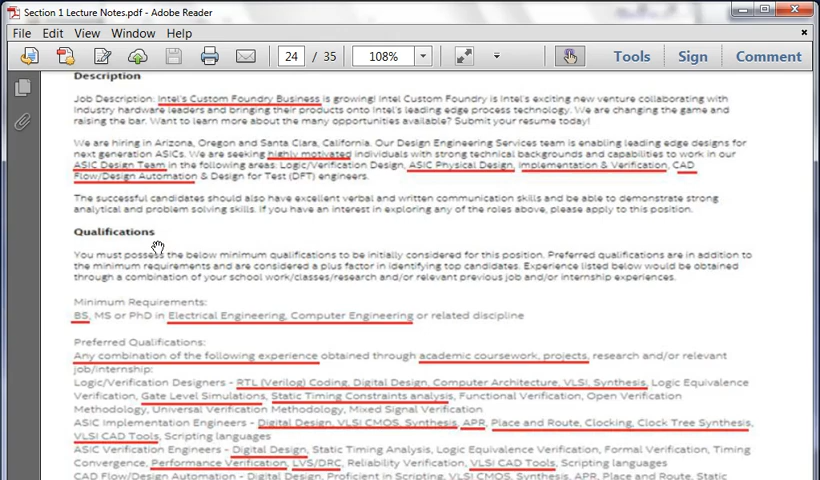 Section 1 Lecture Notes.pdf - Adobe Reader
File Edit View Window Help
24 / 35 108% Tools Sign Comment
Description
Job Description: Intel's Custom Foundry Business is growing! Intel Custom Foundry is Intel's exciting new venture collaborating with
industry hardware leaders and bringing their products onto Intel's leading edge process technology. We are changing the game and
raising the bar. Want to learn more about the many opportunities available? Submit your resume today!
We are hiring in Arizona, Oregon and Santa Clara, California. Our Design Engineering Services team is enabling leading edge designs for
next generation ASICs. We are seeking highly motivated individuals with strong technical backgrounds and capabilities to work in our
ASIC Design Team in the following areas: Logic/Verification Design, ASIC Physical Design, Implementation & Verification, CAD
Flow/Design Automation & Design for Test (DFT) engineers.
The successful candidates should also have excellent verbal and written communication skills and be able to demonstrate strong
analytical and problem solving skills. If you have an interest in exploring any of the roles above, please apply to this position.
Qualifications
You must possess the below minimum qualifications to be initially considered for this position. Preferred qualifications are in addition to
the minimum requirements and are considered a plus factor in identifying top candidates. Experience listed below would be obtained
through a combination of your school work/classes/research and/or relevant previous job and/or internship experiences.
Minimum Requirements:
BS, MS or PhD in Electrical Engineering, Computer Engineering or related discipline
Preferred Qualifications:
Any combination of the following experience obtained through academic coursework, projects, research and/or relevant
job/internship:
Logic/Verification Designers - RTL (Verilog) Coding, Digital Design, Computer Architecture, VLSI, Synthesis, Logic Equivalence
Verification, Gate Level Simulations, Static Timing Constraints analysis, Functional Verification, Open Verification
Methodology, Universal Verification Methodology, Mixed Signal Verification
ASIC Implementation Engineers - Digital Design, VLSI CMOS, Synthesis, APR, Place and Route, Clocking, Clock Tree Synthesis,
VLSI CAD Tools, Scripting languages
ASIC Verification Engineers - Digital Design, Static Timing Analysis, Logic Equivalence Verification, Formal Verification, Timing
Convergence, Performance Verification, LVS/DRC, Reliability Verification, VLSI CAD Tools, Scripting languages
CAD Flow/Design Automation - Digital Design, Proficient in Scripting, VLSI CMOS, Synthesis, APR, Place and Route, Static